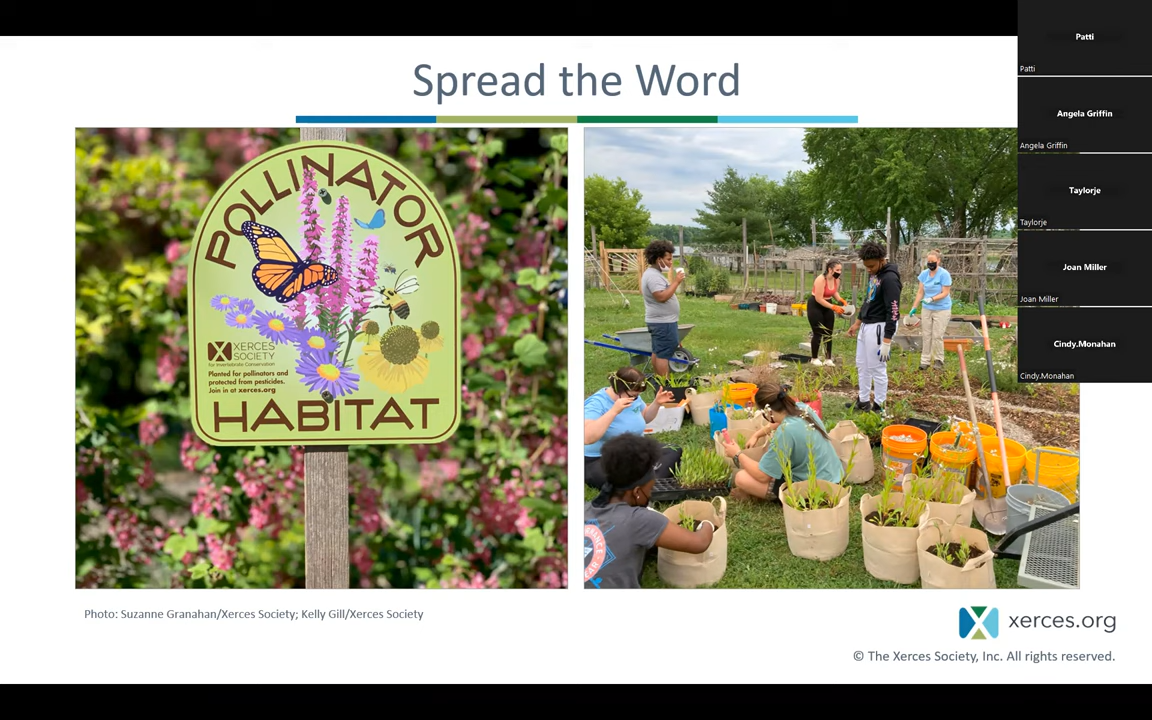 Spread the Word
POLLINATOR
XERCES
SOCIETY
for Invertebrate Conservation
Planted for pollinators and
protected from pesticides.
Join in at xerces.org
HABITAT
Photo: Suzanne Granahan/Xerces Society; Kelly Gill/Xerces Society
xerces.org
© The Xerces Society, Inc. All rights reserved.
Patti
Patti
Angela Griffin
Angela Griffin
Taylorje
Taylorje
Joan Miller
Joan Miller
Cindy.Monahan
Cindy.Monahan